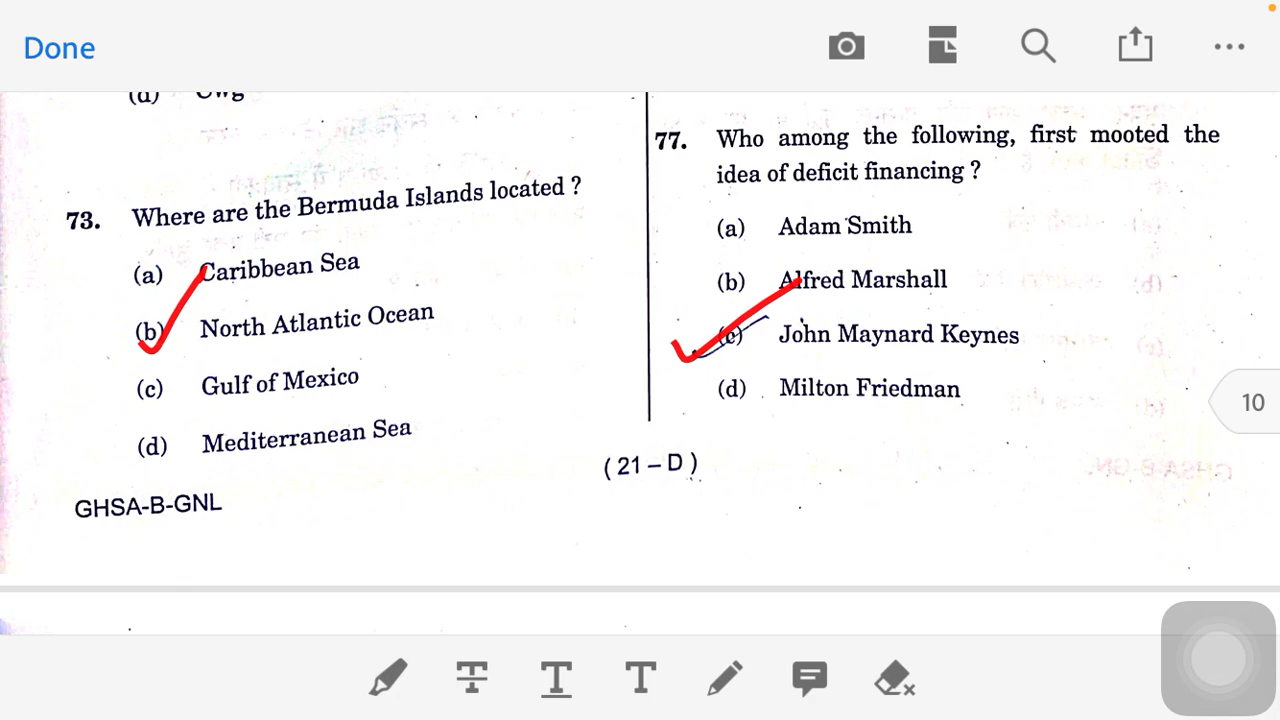 Done
(d) Cwg
73. Where are the Bermuda Islands located ?
(a) Caribbean Sea
(b) North Atlantic Ocean
(c) Gulf of Mexico
(d) Mediterranean Sea
GHSA-B-GNL
77. Who among the following, first mooted the
idea of deficit financing ?
(a) Adam Smith
(b) Alfred Marshall
(c) John Maynard Keynes
(d) Milton Friedman
( 21 – D )
10